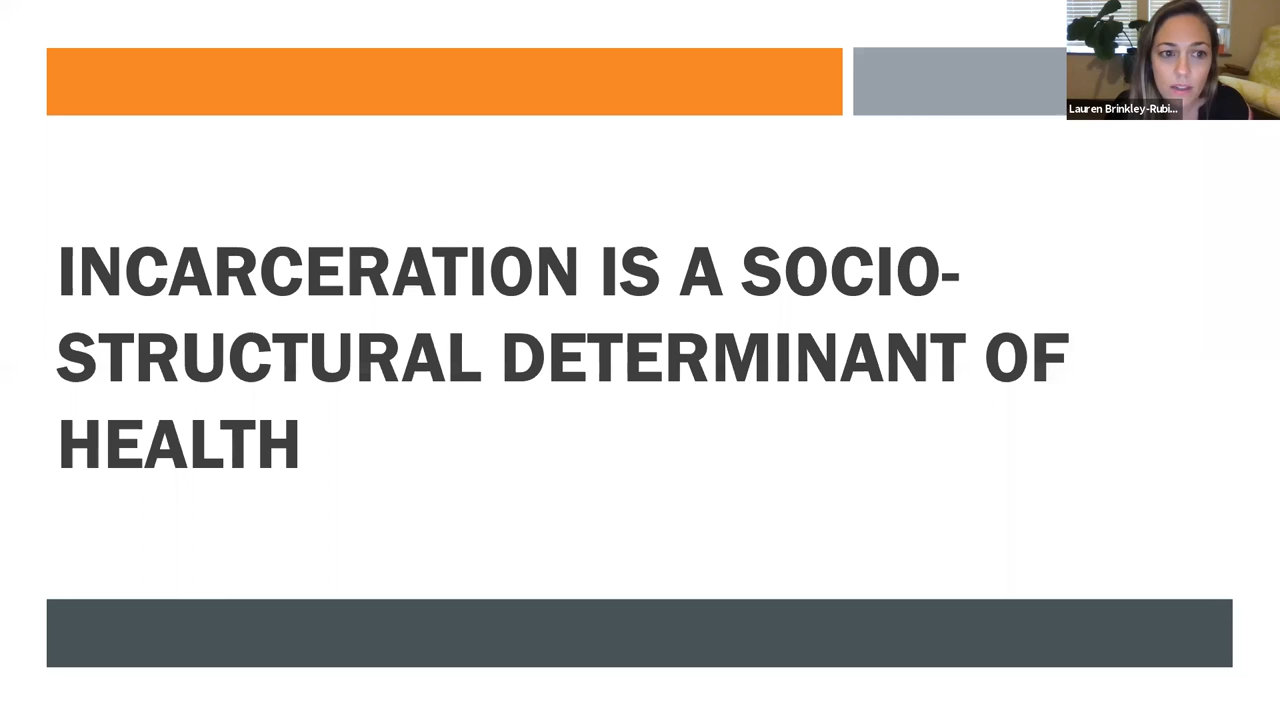 Lauren Brinkley-Rubi...
INCARCERATION IS A SOCIO-
STRUCTURAL DETERMINANT OF
HEALTH